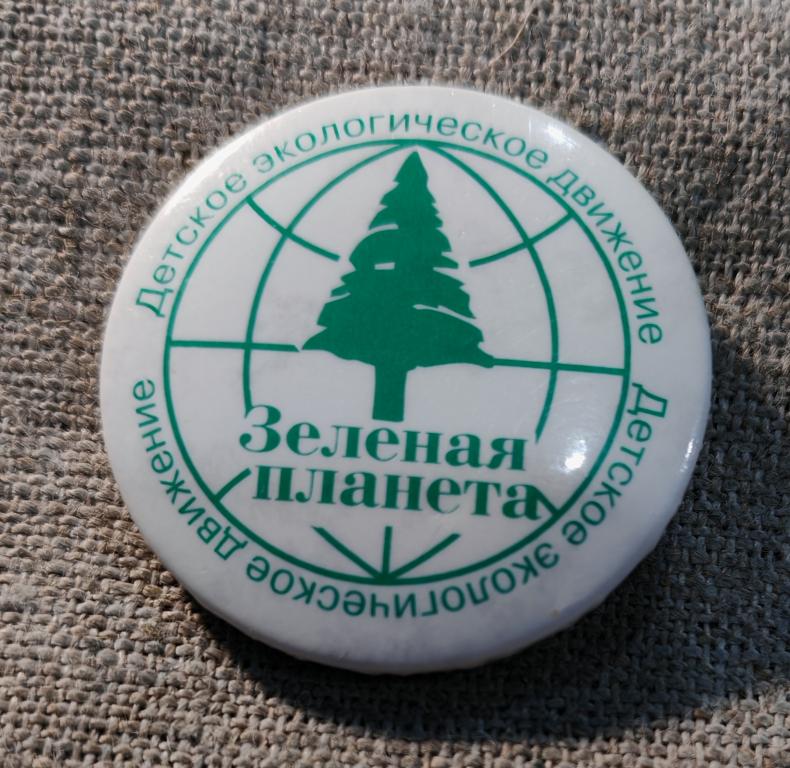 Детское экологическое движение
Зеленая
планета
Детское экологическое движение